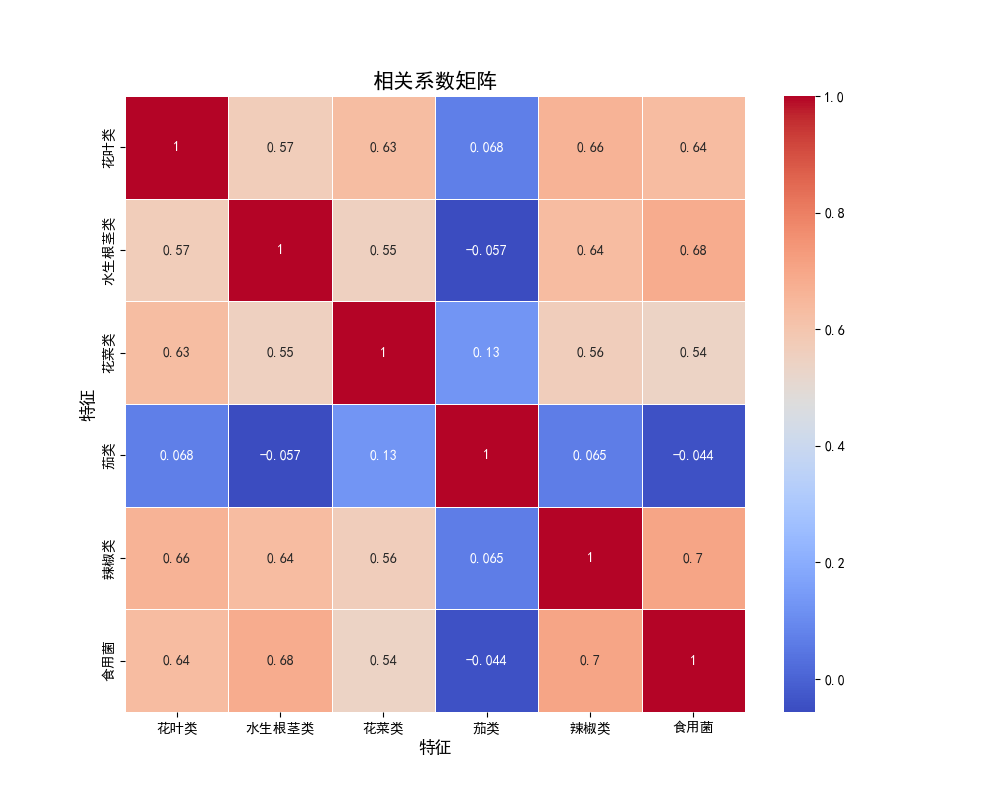 相关系数矩阵
花叶类 1 0.57 0.63 0.068 0.66 0.64
水生根茎类 0.57 1 0.55 -0.057 0.64 0.68
花菜类 0.63 0.55 1 0.13 0.56 0.54
茄类 0.068 -0.057 0.13 1 0.065 -0.044
辣椒类 0.66 0.64 0.56 0.065 1 0.7
食用菌 0.64 0.68 0.54 -0.044 0.7 1
花叶类 水生根茎类 花菜类 茄类 辣椒类 食用菌
特征
特征
1.0
0.8
0.6
0.4
0.2
0.0